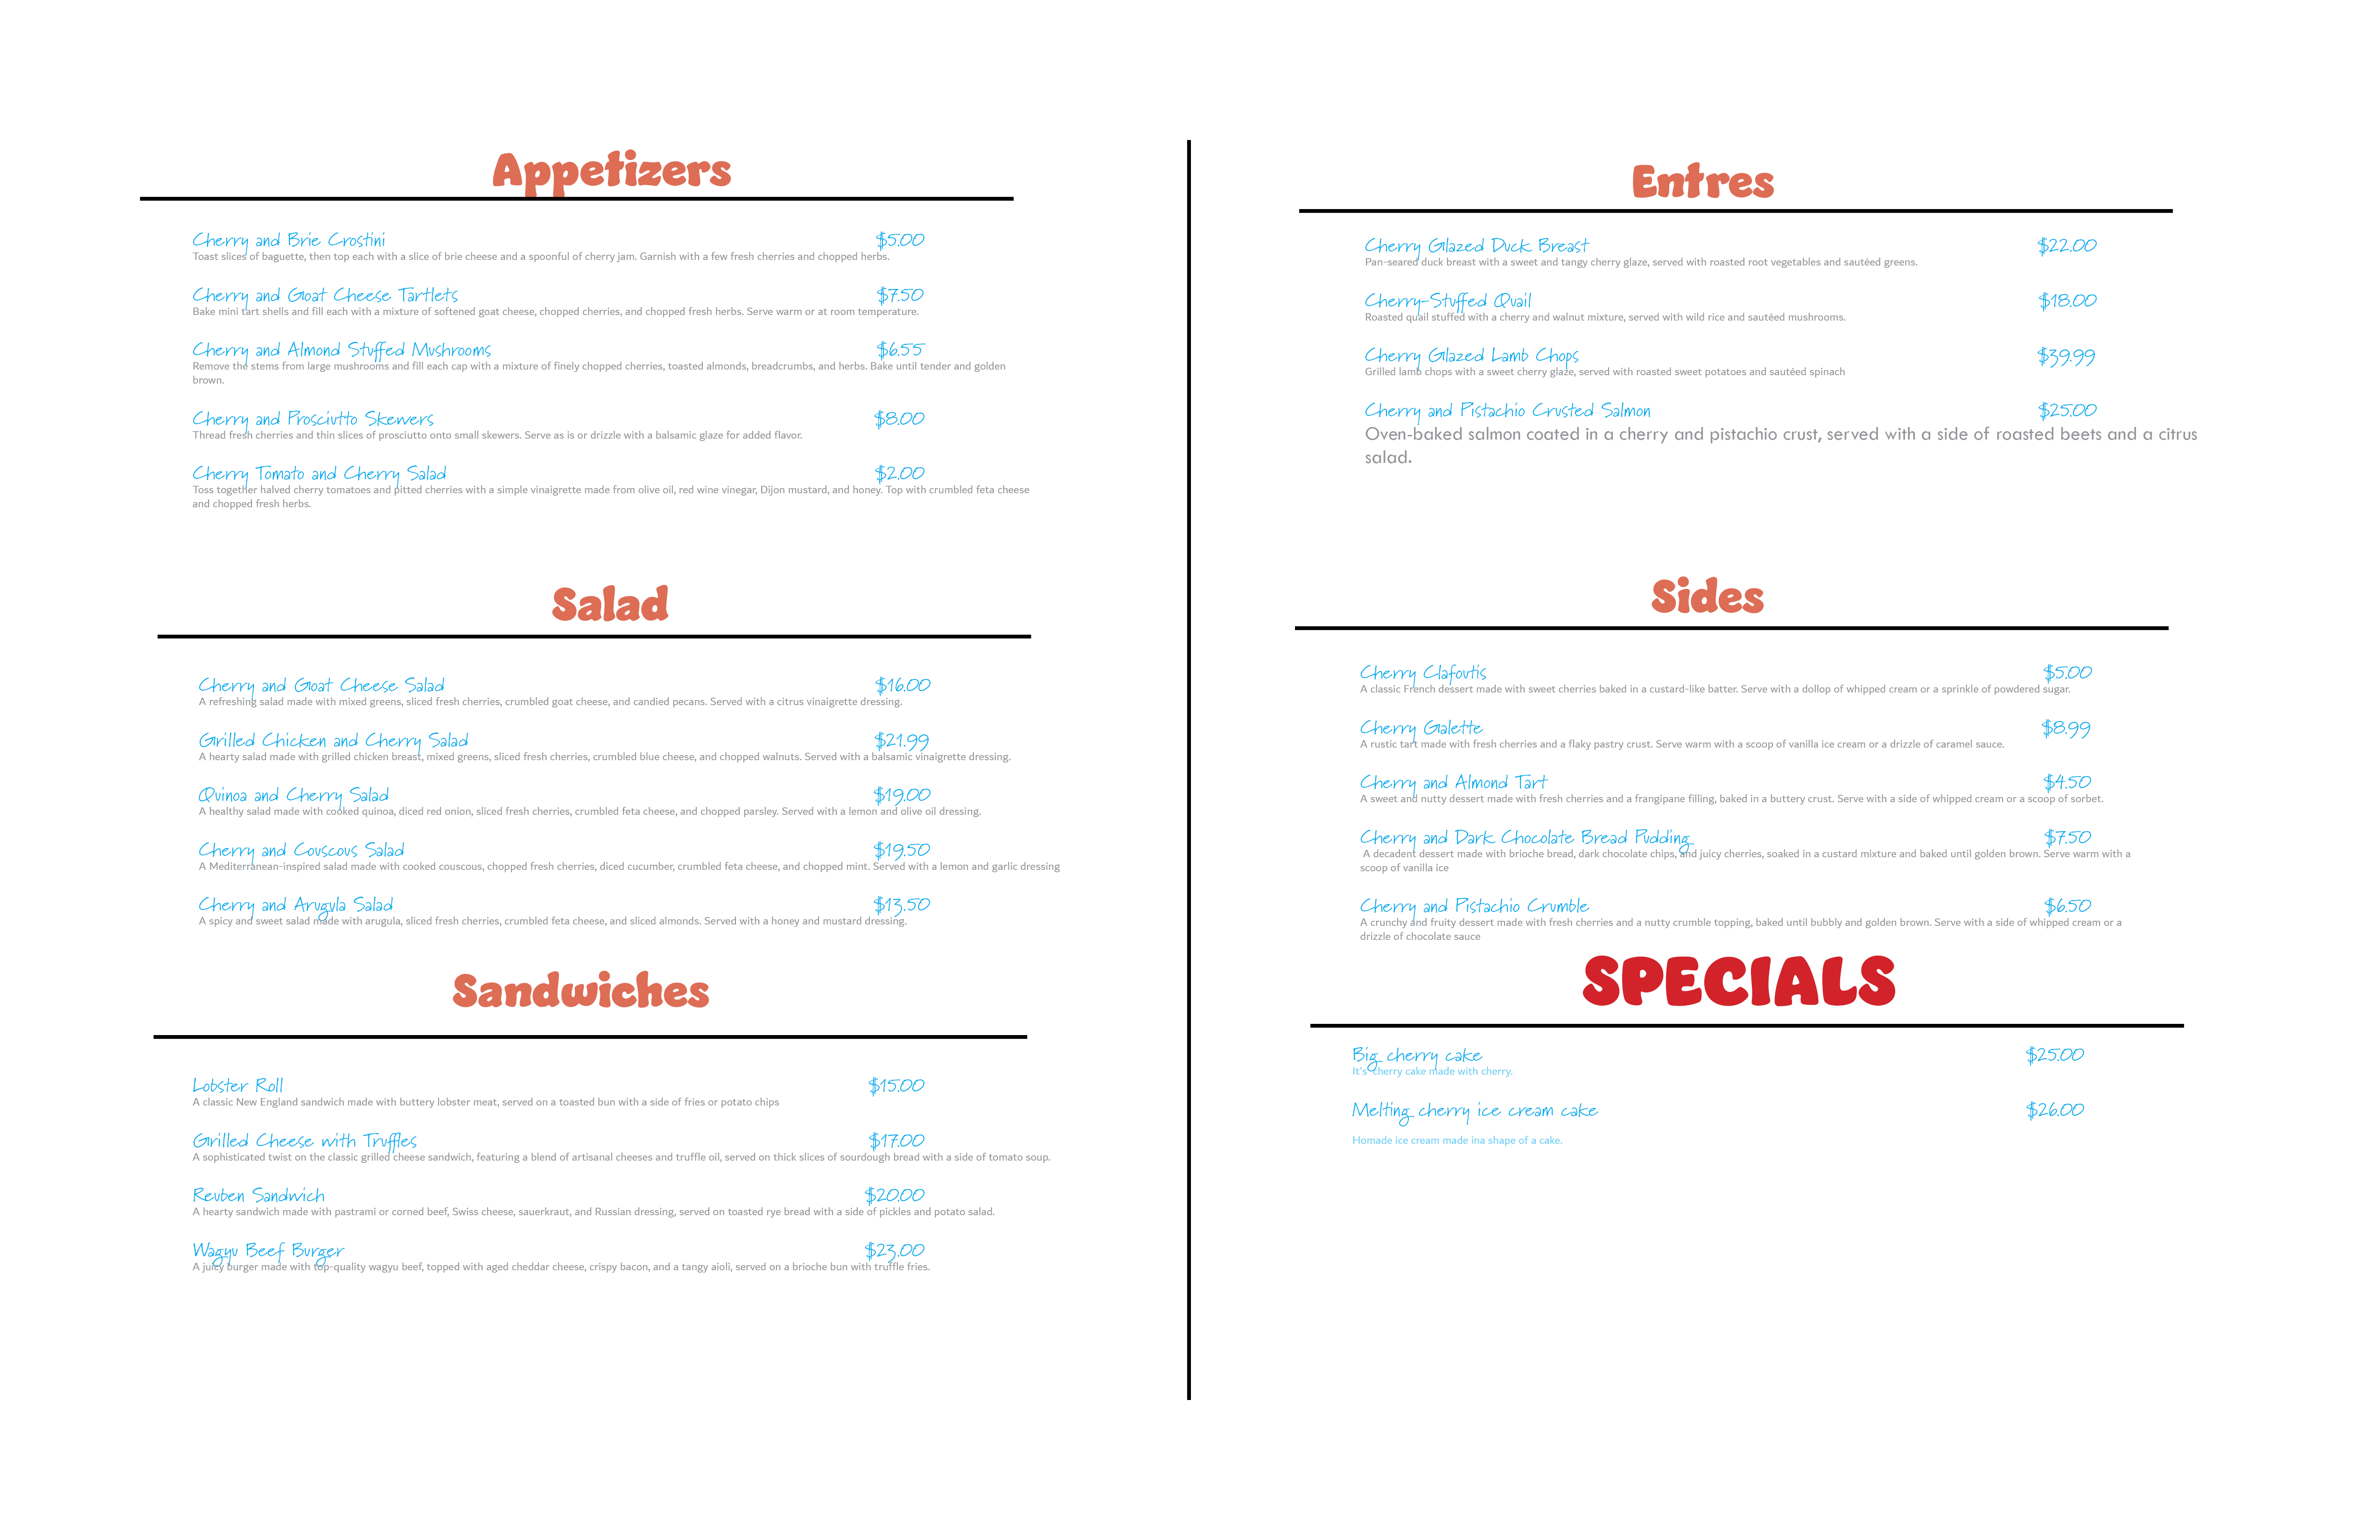 Appetizers
Cherry and Brie Crostini $5.00
Toast slices of baguette, then top each with a slice of brie cheese and a spoonful of cherry jam. Garnish with a few fresh cherries and chopped herbs.
Cherry and Goat Cheese Tartlets $7.50
Bake mini tart shells and fill each with a mixture of softened goat cheese, chopped cherries, and chopped fresh herbs. Serve warm or at room temperature.
Cherry and Almond Stuffed Mushrooms $6.55
Remove the stems from large mushrooms and fill each cap with a mixture of finely chopped cherries, toasted almonds, breadcrumbs, and herbs. Bake until tender and golden
brown.
Cherry and Prosciutto Skewers $8.00
Thread fresh cherries and thin slices of prosciutto onto small skewers. Serve as is or drizzle with a balsamic glaze for added flavor.
Cherry Tomato and Cherry Salad $2.00
Toss together halved cherry tomatoes and pitted cherries with a simple vinaigrette made from olive oil, red wine vinegar, Dijon mustard, and honey. Top with crumbled feta cheese
and chopped fresh herbs.
Salad
Cherry and Goat Cheese Salad $16.00
A refreshing salad made with mixed greens, sliced fresh cherries, crumbled goat cheese, and candied pecans. Served with a citrus vinaigrette dressing.
Grilled Chicken and Cherry Salad $21.99
A hearty salad made with grilled chicken breast, mixed greens, sliced fresh cherries, crumbled blue cheese, and chopped walnuts. Served with a balsamic vinaigrette dressing.
Quinoa and Cherry Salad $19.00
A healthy salad made with cooked quinoa, diced red onion, sliced fresh cherries, crumbled feta cheese, and chopped parsley. Served with a lemon and olive oil dressing.
Cherry and Couscous Salad $19.50
A Mediterranean-inspired salad made with cooked couscous, chopped fresh cherries, diced cucumber, crumbled feta cheese, and chopped mint. Served with a lemon and garlic dressing
Cherry and Arugula Salad $13.50
A spicy and sweet salad made with arugula, sliced fresh cherries, crumbled feta cheese, and sliced almonds. Served with a honey and mustard dressing.
Sandwiches
Lobster Roll $15.00
A classic New England sandwich made with buttery lobster meat, served on a toasted bun with a side of fries or potato chips
Grilled Cheese with Truffles $17.00
A sophisticated twist on the classic grilled cheese sandwich, featuring a blend of artisanal cheeses and truffle oil, served on thick slices of sourdough bread with a side of tomato soup.
Reuben Sandwich $20.00
A hearty sandwich made with pastrami or corned beef, Swiss cheese, sauerkraut, and Russian dressing, served on toasted rye bread with a side of pickles and potato salad.
Wagyu Beef Burger $23.00
A juicy burger made with top-quality wagyu beef, topped with aged cheddar cheese, crispy bacon, and a tangy aioli, served on a brioche bun with truffle fries.
Entres
Cherry Glazed Duck Breast $22.00
Pan-seared duck breast with a sweet and tangy cherry glaze, served with roasted root vegetables and sautéed greens.
Cherry-Stuffed Quail $18.00
Roasted quail stuffed with a cherry and walnut mixture, served with wild rice and sautéed mushrooms.
Cherry Glazed Lamb Chops $39.99
Grilled lamb chops with a sweet cherry glaze, served with roasted sweet potatoes and sautéed spinach
Cherry and Pistachio Crusted Salmon $25.00
Oven-baked salmon coated in a cherry and pistachio crust, served with a side of roasted beets and a citrus
salad.
Sides
Cherry Clafoutis $5.00
A classic French dessert made with sweet cherries baked in a custard-like batter. Serve with a dollop of whipped cream or a sprinkle of powdered sugar.
Cherry Galette $8.99
A rustic tart made with fresh cherries and a flaky pastry crust. Serve warm with a scoop of vanilla ice cream or a drizzle of caramel sauce.
Cherry and Almond Tart $4.50
A sweet and nutty dessert made with fresh cherries and a frangipane filling, baked in a buttery crust. Serve with a side of whipped cream or a scoop of sorbet.
Cherry and Dark Chocolate Bread Pudding $7.50
A decadent dessert made with brioche bread, dark chocolate chips, and juicy cherries, soaked in a custard mixture and baked until golden brown. Serve warm with a
scoop of vanilla ice
Cherry and Pistachio Crumble $6.50
A crunchy and fruity dessert made with fresh cherries and a nutty crumble topping, baked until bubbly and golden brown. Serve with a side of whipped cream or a
drizzle of chocolate sauce
SPECIALS
Big cherry cake $25.00
It's' cherry cake made with cherry.
Melting cherry ice cream cake $26.00
Homade ice cream made ina shape of a cake.